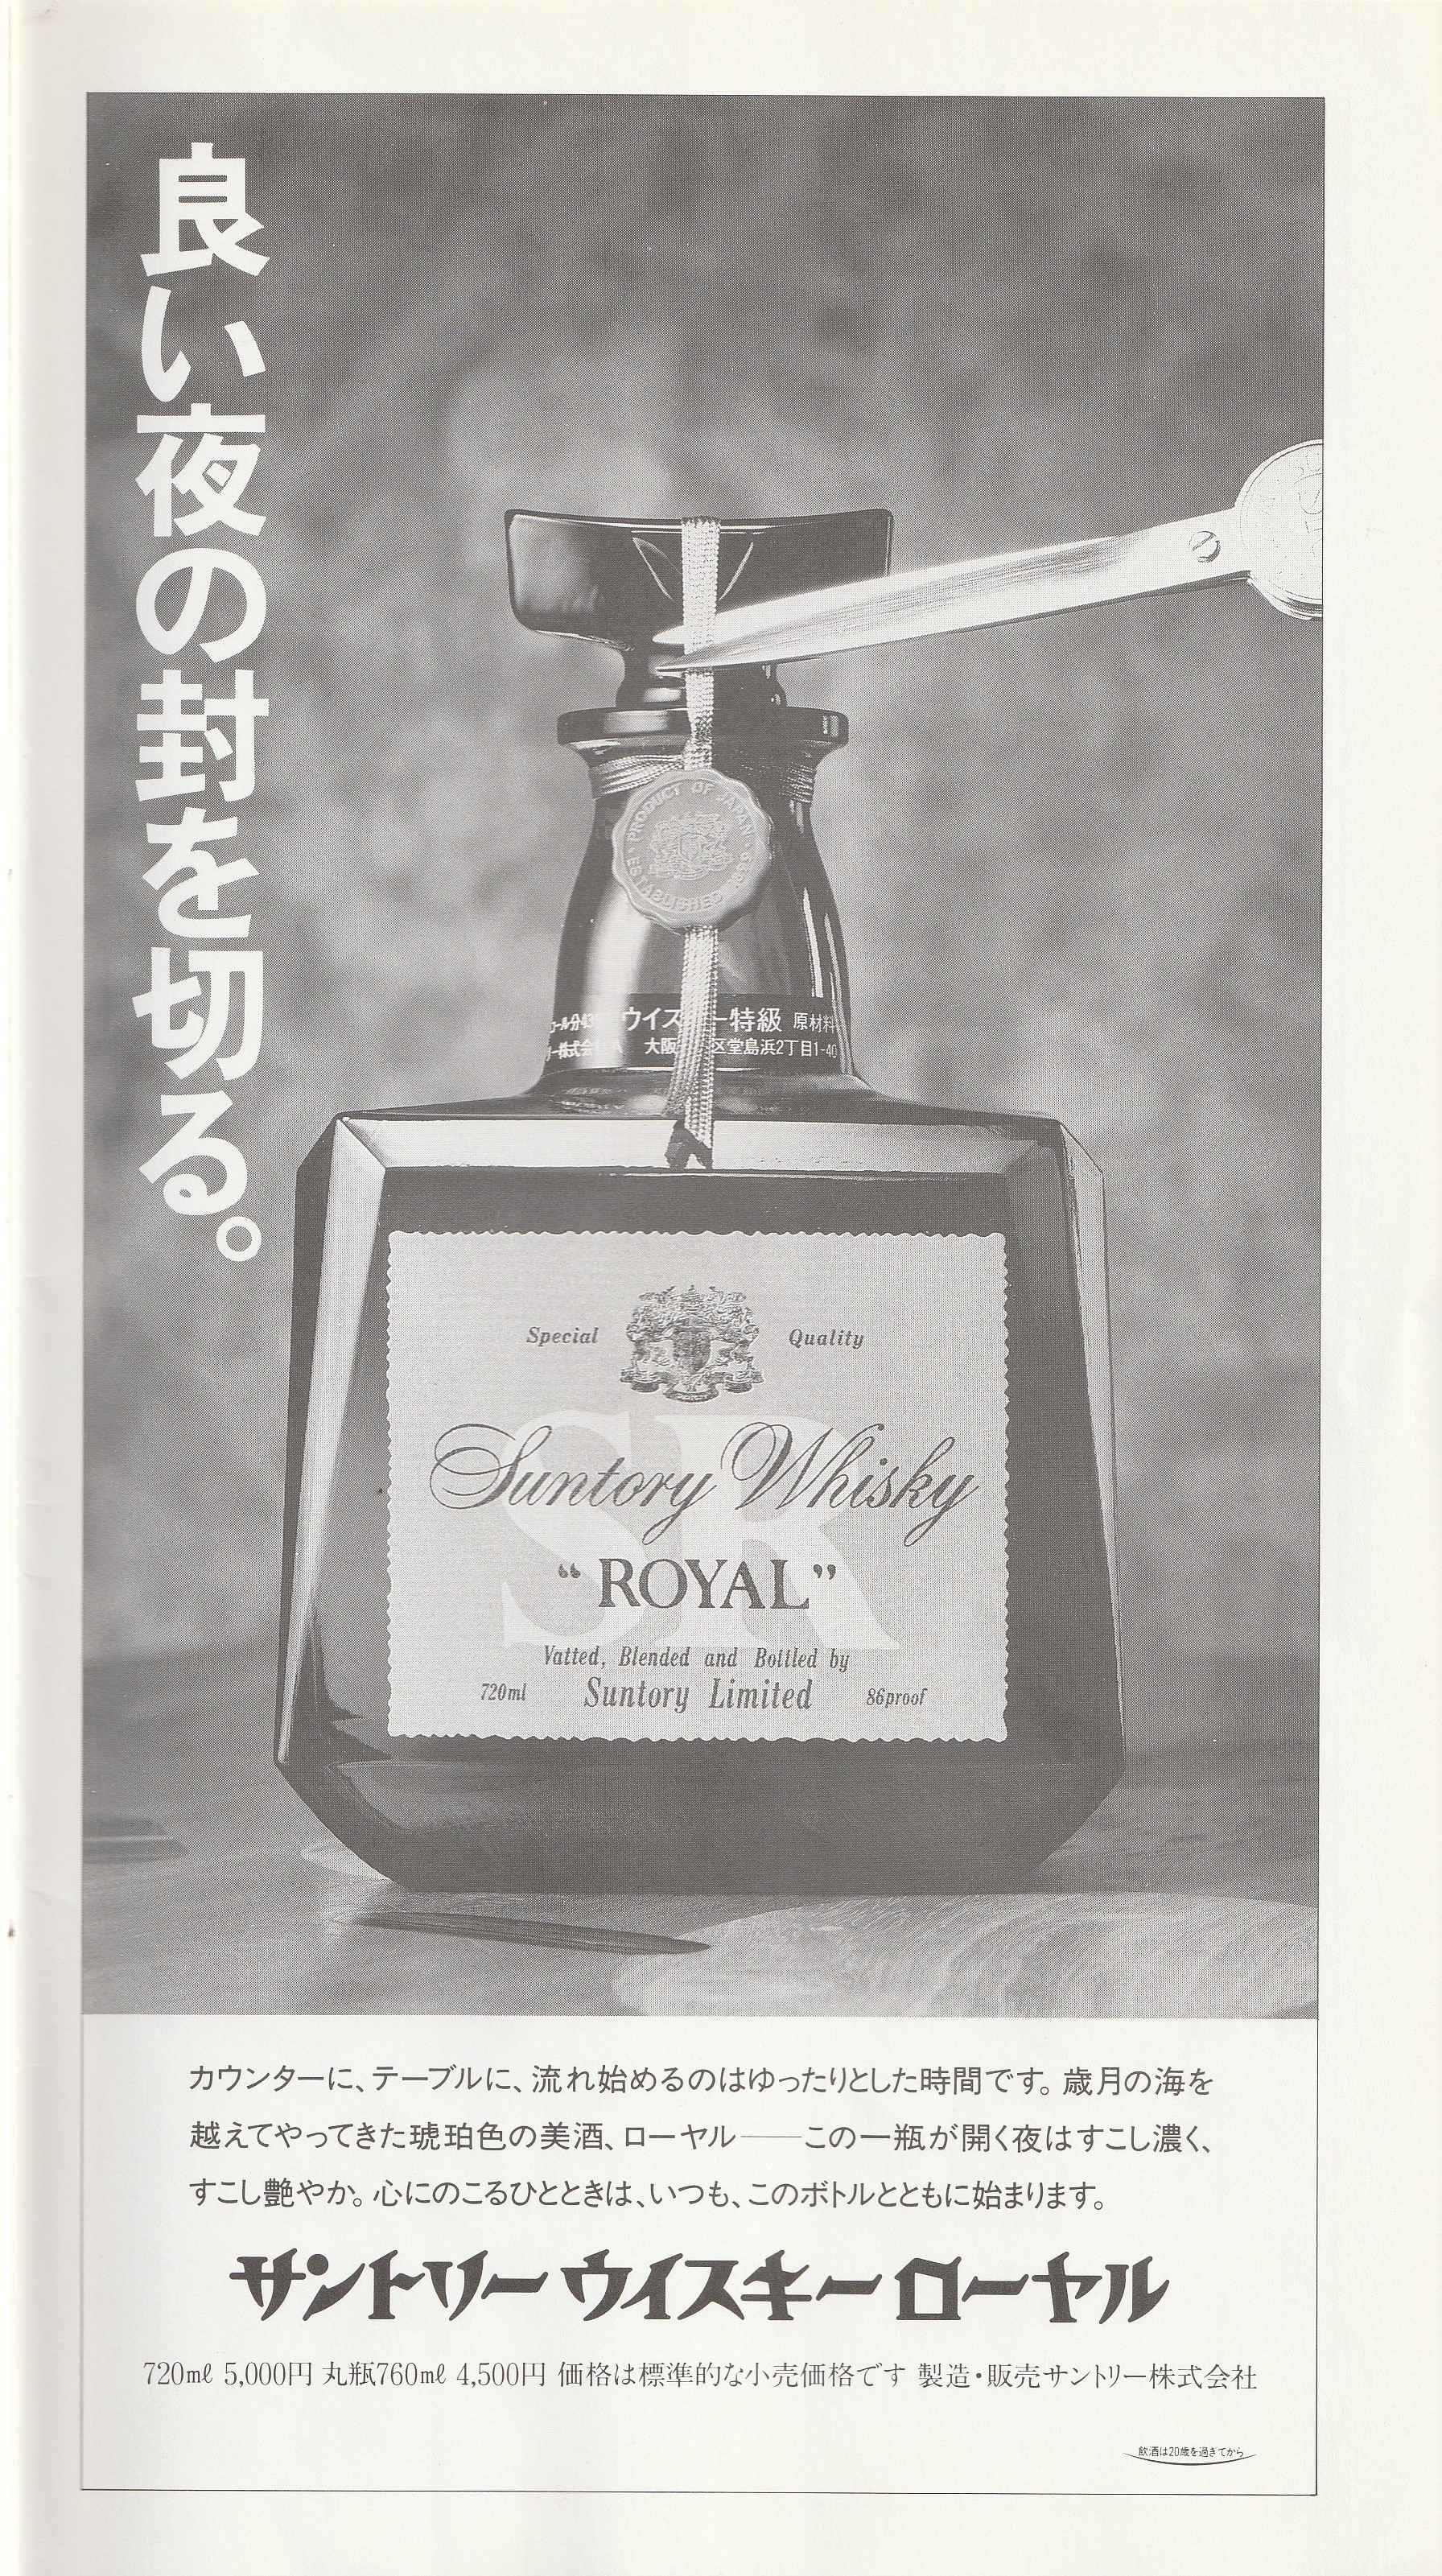 良い夜の封を切る。
PRODUCT OF JAPAN
ESTABLISHED 1899
ウイスキー特級 原材料
大阪 区堂島浜2丁目1-40
Special Quality
SR
Suntory Whisky
“ROYAL”
Vatted, Blended and Bottled by
720ml Suntory Limited 86proof
カウンターに、テーブルに、流れ始めるのはゆったりとした時間です。歳月の海を
越えてやってきた琥珀色の美酒、ローヤル──この一瓶が開く夜はすこし濃く、
すこし艶やか。心にのこるひとときは、いつも、このボトルとともに始まります。
サントリーウイスキーローヤル
720mℓ 5,000円 丸瓶760mℓ 4,500円 価格は標準的な小売価格です 製造・販売サントリー株式会社
飲酒は20歳を過ぎてから